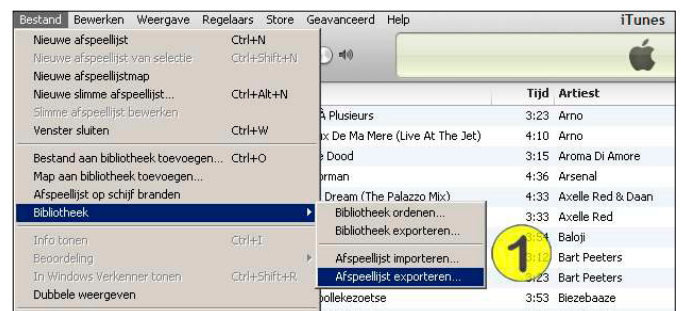 Bestand Bewerken Weergave Regelaars Store Geavanceerd Help iTunes
Nieuwe afspeellijst Ctrl+N
Nieuwe afspeellijst van selectie Ctrl+Shift+N
Nieuwe afspeellijstmap
Nieuwe slimme afspeellijst... Ctrl+Alt+N
Slimme afspeellijst bewerken
Venster sluiten Ctrl+W
Bestand aan bibliotheek toevoegen... Ctrl+O
Map aan bibliotheek toevoegen...
Afspeellijst op schijf branden
Bibliotheek
Info tonen Ctrl+I
Beoordeling
In Windows Verkenner tonen Ctrl+Shift+R
Dubbele weergeven
Bibliotheek ordenen...
Bibliotheek exporteren...
Afspeellijst importeren...
Afspeellijst exporteren...
1
Tijd Artiest
À Plusieurs 3:23 Arno
De Ma Mere (Live At The Jet) 4:10 Arno
Dood 3:15 Aroma Di Amore
4:36 Arsenal
Dream (The Palazzo Mix) 4:33 Axelle Red & Daan
3:33 Axelle Red
3:54 Baloji
3:12 Bart Peeters
3:23 Bart Peeters
3:53 Biezebaaze